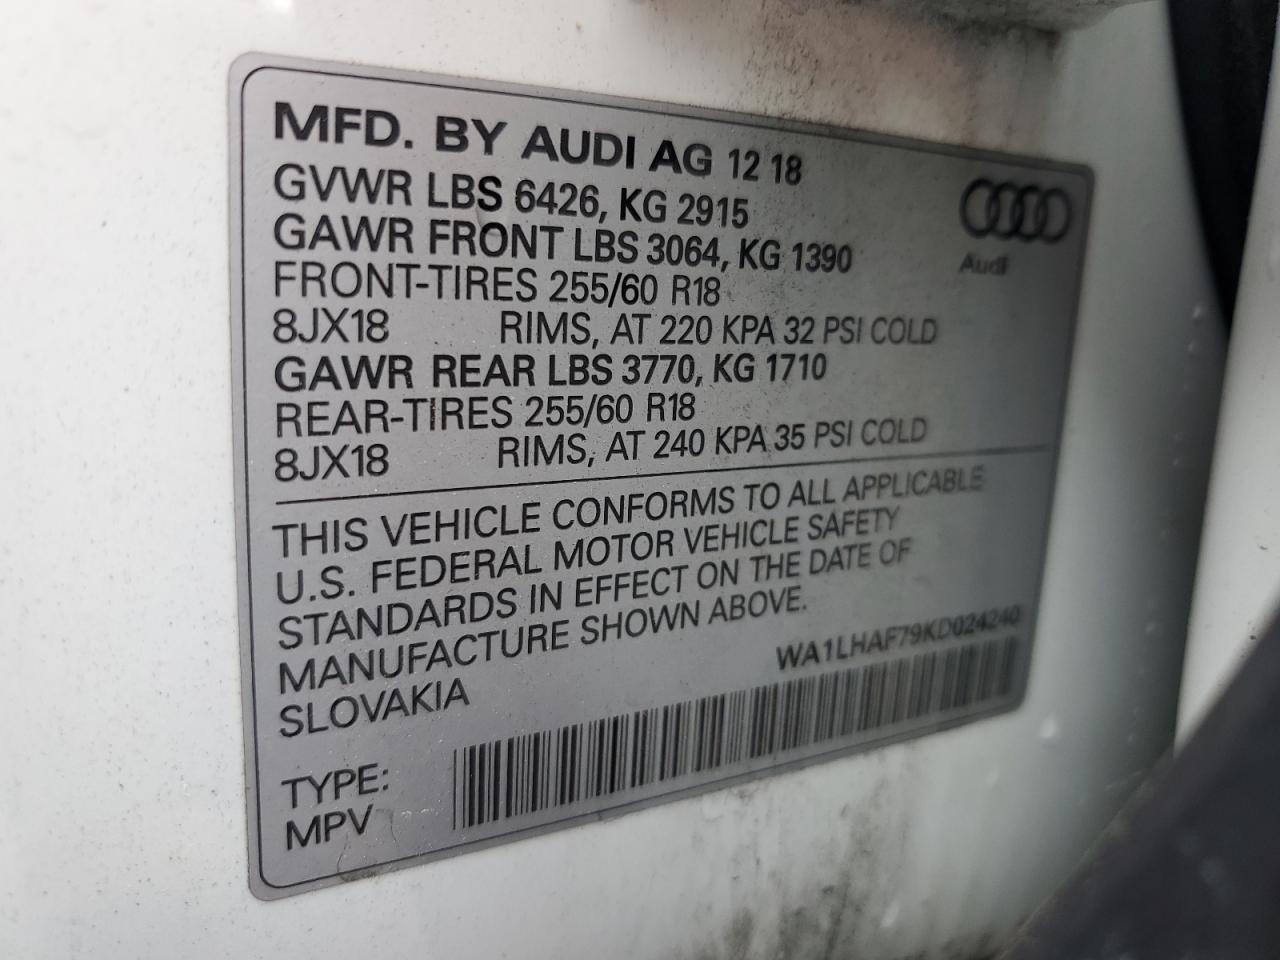 MFD. BY AUDI AG 12 18
GVWR LBS 6426, KG 2915
GAWR FRONT LBS 3064, KG 1390
FRONT-TIRES 255/60 R18
8JX18 RIMS, AT 220 KPA 32 PSI COLD
GAWR REAR LBS 3770, KG 1710
REAR-TIRES 255/60 R18
8JX18 RIMS, AT 240 KPA 35 PSI COLD
Audi
THIS VEHICLE CONFORMS TO ALL APPLICABLE
U.S. FEDERAL MOTOR VEHICLE SAFETY
STANDARDS IN EFFECT ON THE DATE OF
MANUFACTURE SHOWN ABOVE.
SLOVAKIA
WA1LHAF79KD024240
TYPE:
MPV